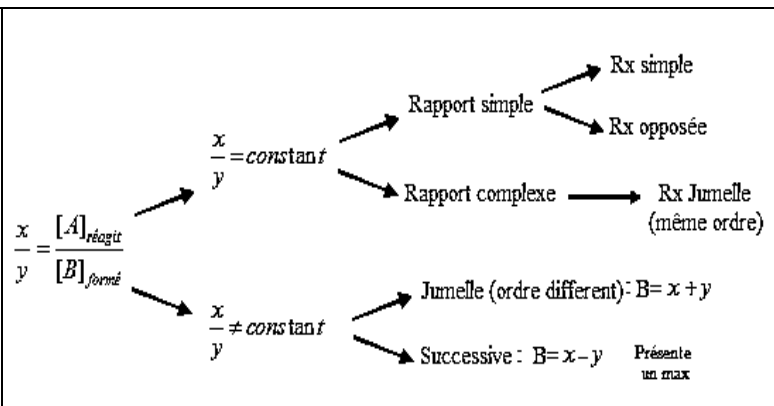 x/y = [A]réagit / [B]formé
x/y = constant
Rapport simple
Rx simple
Rx opposée
Rapport complexe
Rx Jumelle
(même ordre)
x/y ≠ constant
Jumelle (ordre different): B= x + y
Successive : B= x − y
Présente
un max